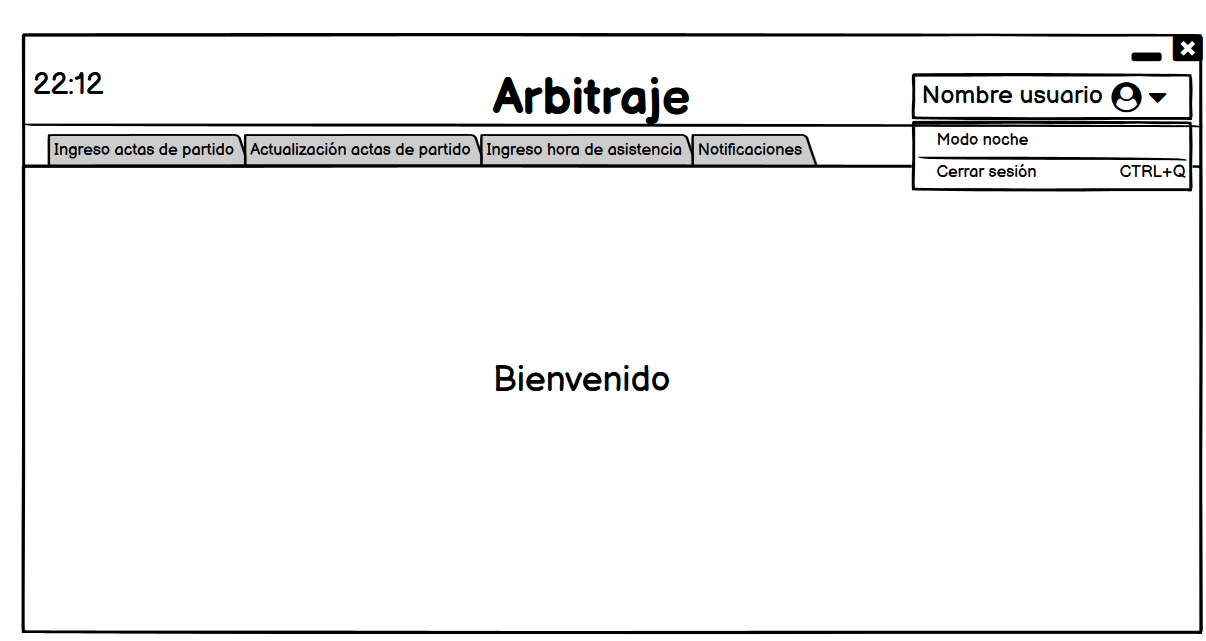 22:12
Arbitraje
Nombre usuario
Modo noche
Cerrar sesión CTRL+Q
Ingreso actas de partido
Actualización actas de partido
Ingreso hora de asistencia
Notificaciones
Bienvenido